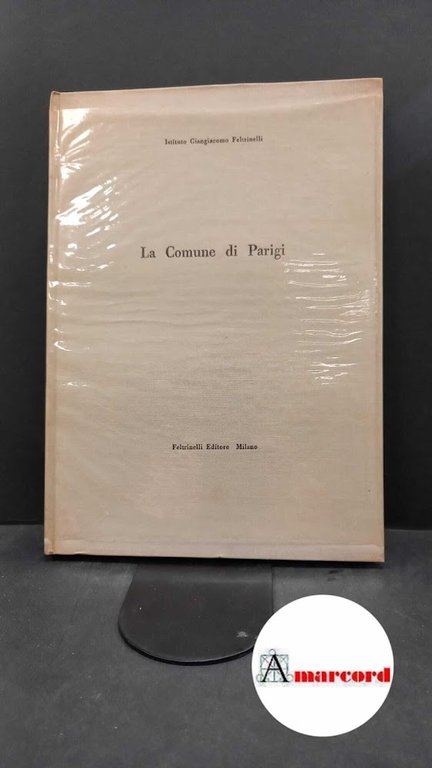 Istituto Giangiacomo Feltrinelli
La Comune di Parigi
Feltrinelli Editore Milano
Amarcord